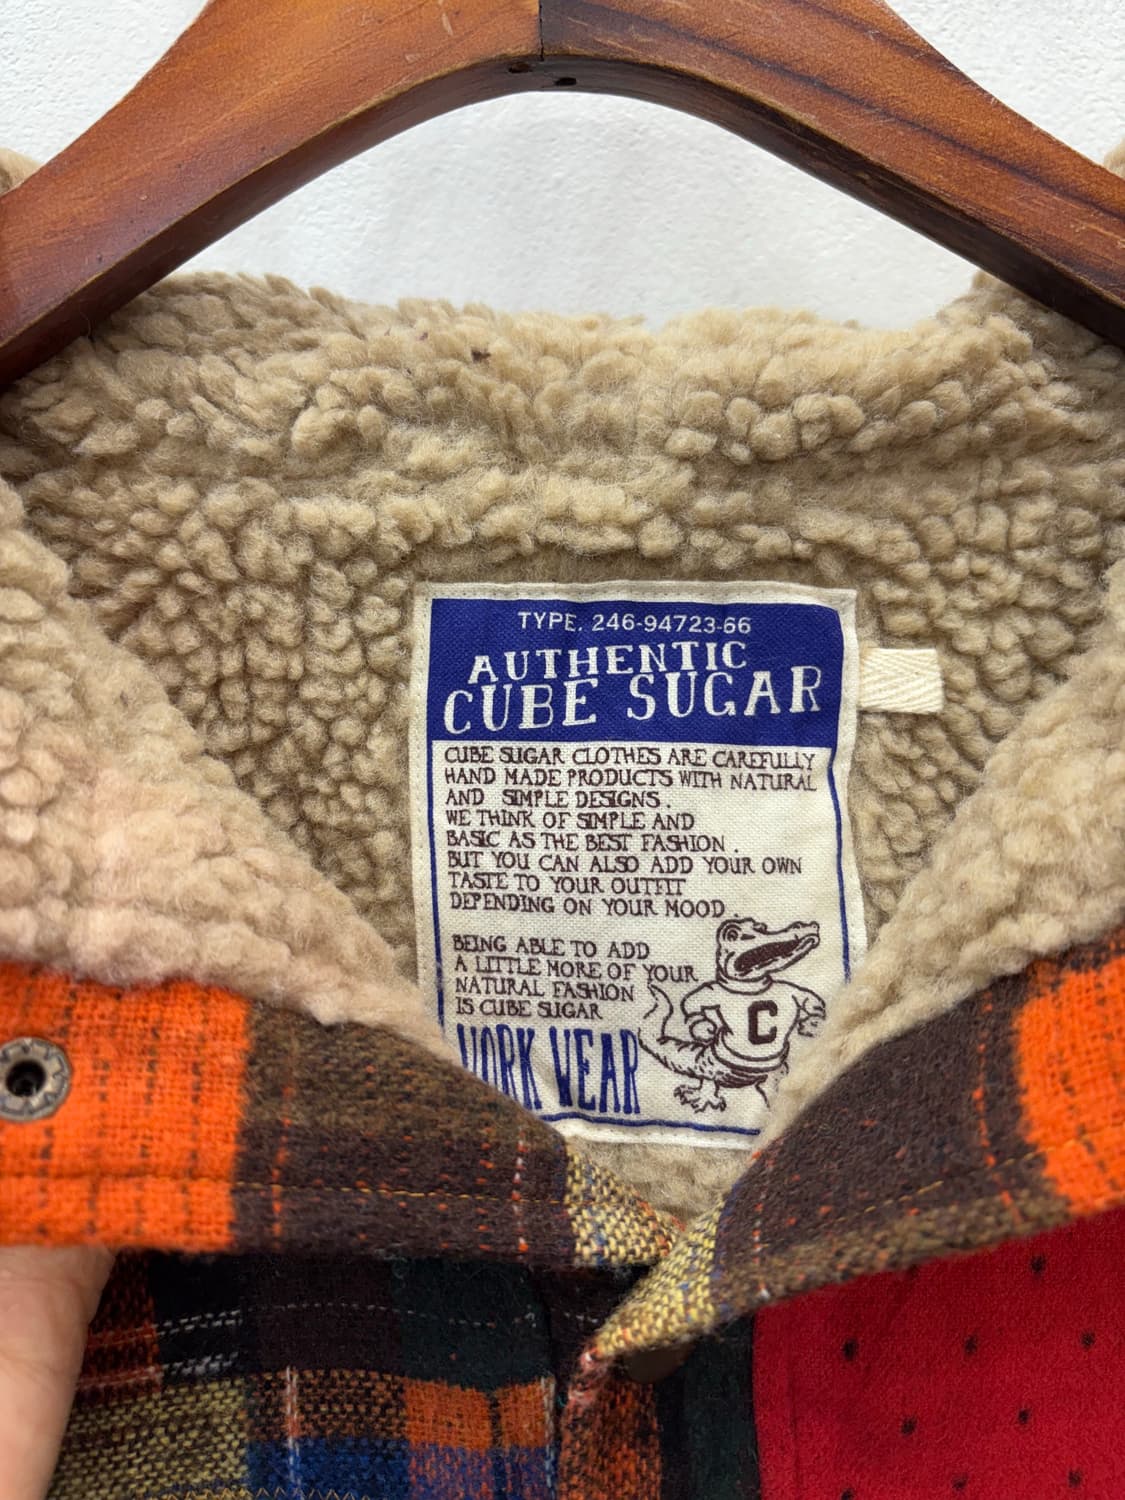 TYPE. 246-94723-66
AUTHENTIC
CUBE SUGAR
CUBE SUGAR CLOTHES ARE CAREFULLY
HAND MADE PRODUCTS WITH NATURAL
AND SIMPLE DESIGNS.
WE THINK OF SIMPLE AND
BASIC AS THE BEST FASHION.
BUT YOU CAN ALSO ADD YOUR OWN
TASTE TO YOUR OUTFIT
DEPENDING ON YOUR MOOD.
BEING ABLE TO ADD
A LITTLE MORE OF YOUR
NATURAL FASHION
IS CUBE SUGAR
WORK WEAR
C